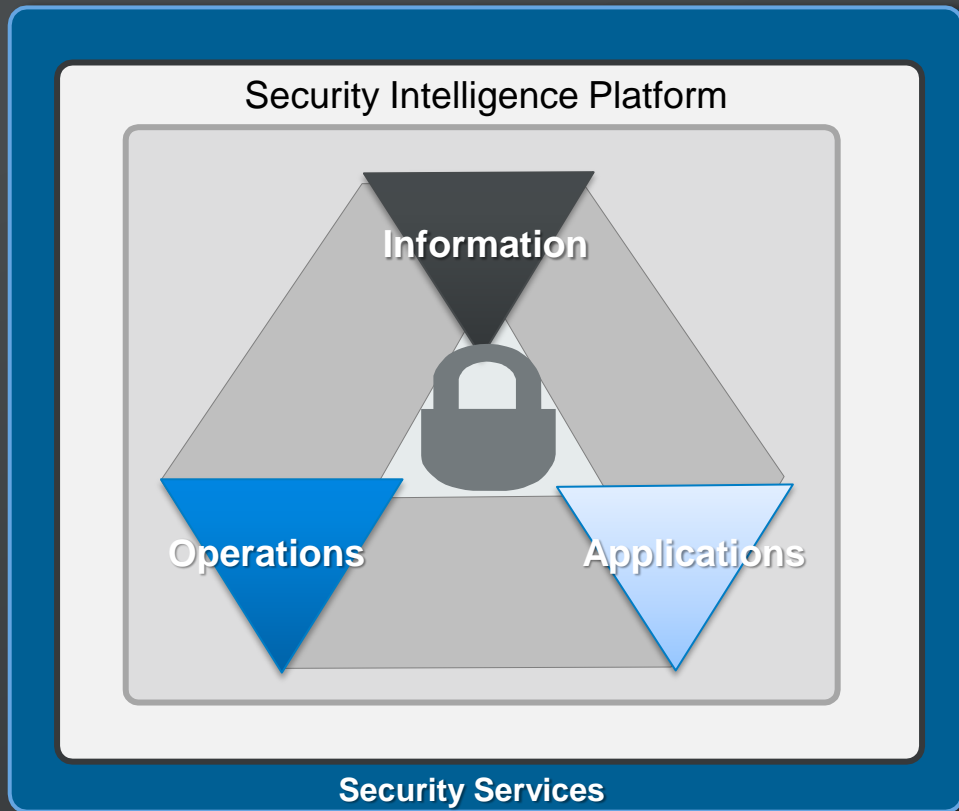 Security Intelligence Platform
Information
Operations
Applications
Security Services